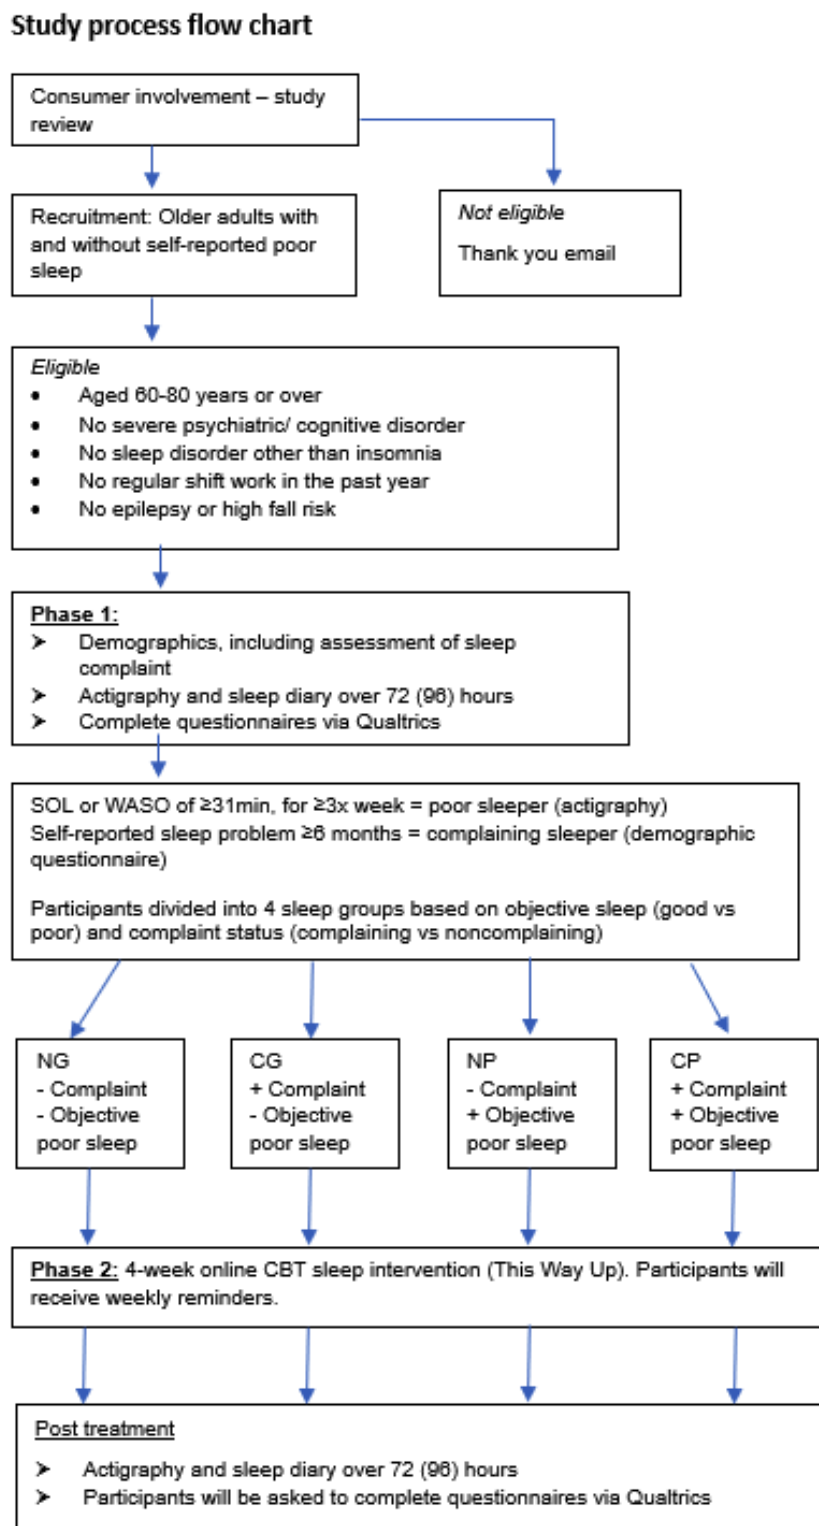 Study process flow chart
Consumer involvement – study
review
Recruitment: Older adults with
and without self-reported poor
sleep
Not eligible
Thank you email
Eligible
• Aged 60-80 years or over
• No severe psychiatric/ cognitive disorder
• No sleep disorder other than insomnia
• No regular shift work in the past year
• No epilepsy or high fall risk
Phase 1:
➤ Demographics, including assessment of sleep
complaint
➤ Actigraphy and sleep diary over 72 (96) hours
➤ Complete questionnaires via Qualtrics
SOL or WASO of ≥31min, for ≥3x week = poor sleeper (actigraphy)
Self-reported sleep problem ≥6 months = complaining sleeper (demographic
questionnaire)
Participants divided into 4 sleep groups based on objective sleep (good vs
poor) and complaint status (complaining vs noncomplaining)
NG
- Complaint
- Objective
poor sleep
CG
+ Complaint
- Objective
poor sleep
NP
- Complaint
+ Objective
poor sleep
CP
+ Complaint
+ Objective
poor sleep
Phase 2: 4-week online CBT sleep intervention (This Way Up). Participants will
receive weekly reminders.
Post treatment
➤ Actigraphy and sleep diary over 72 (96) hours
➤ Participants will be asked to complete questionnaires via Qualtrics